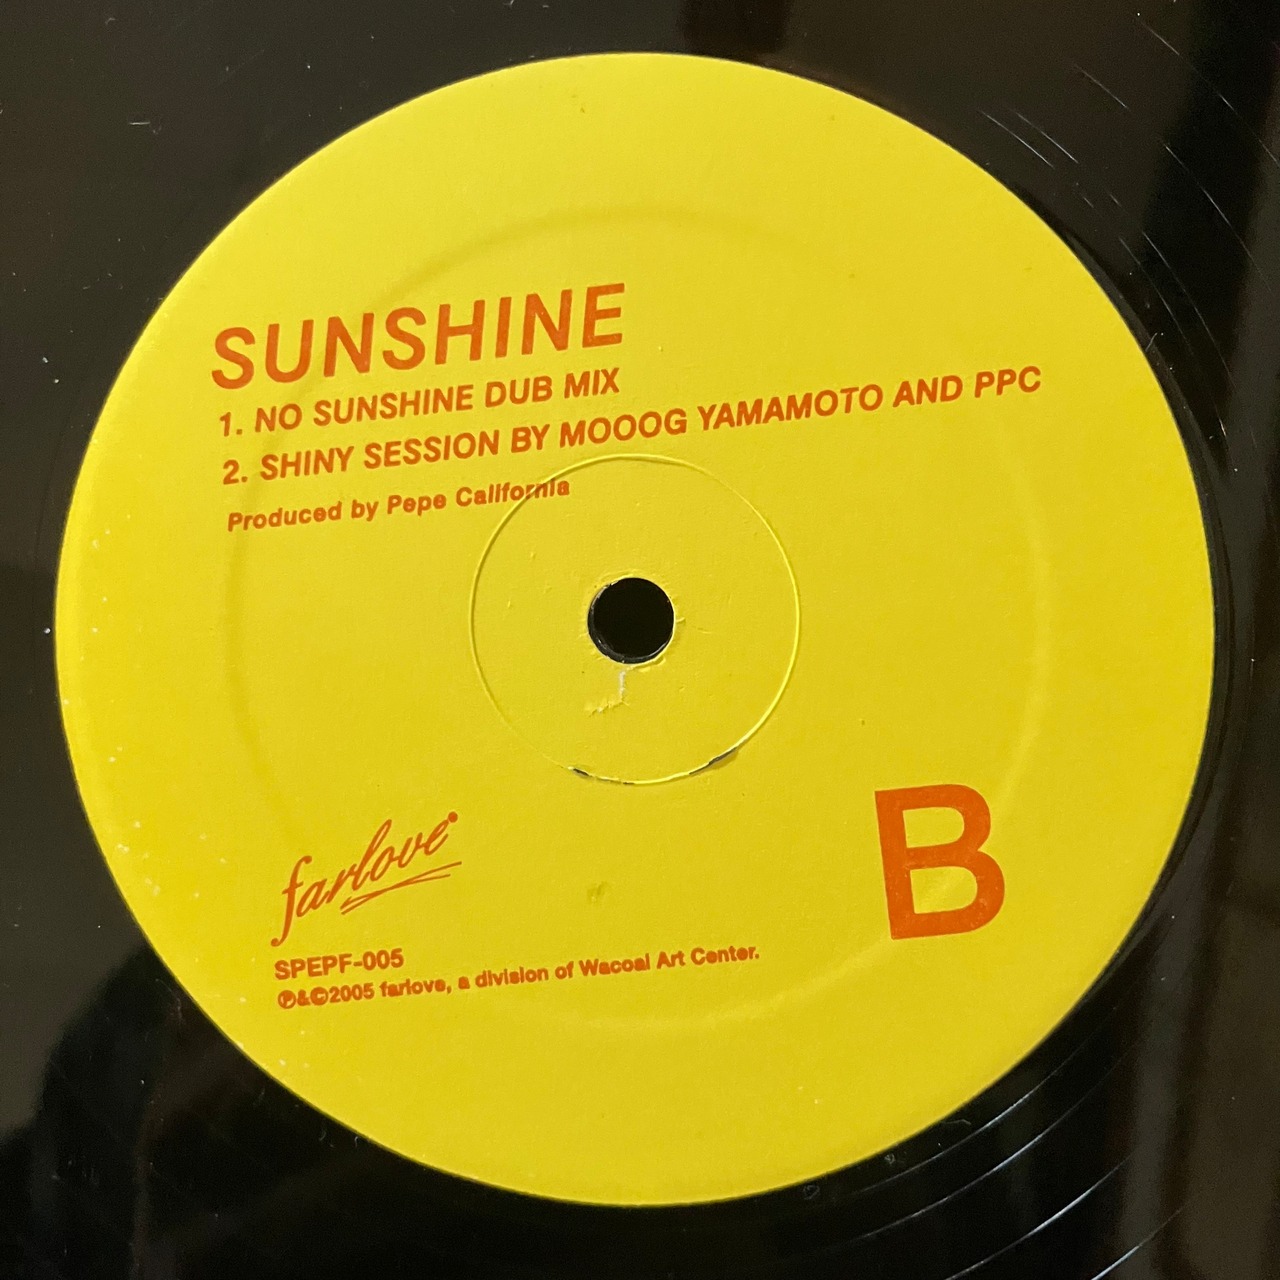 SUNSHINE
1. NO SUNSHINE DUB MIX
2. SHINY SESSION BY MOOOG YAMAMOTO AND PPC
Produced by Pepe California
B
farlove
SPEPF-005
℗&©2005 farlove, a division of Wacoal Art Center.